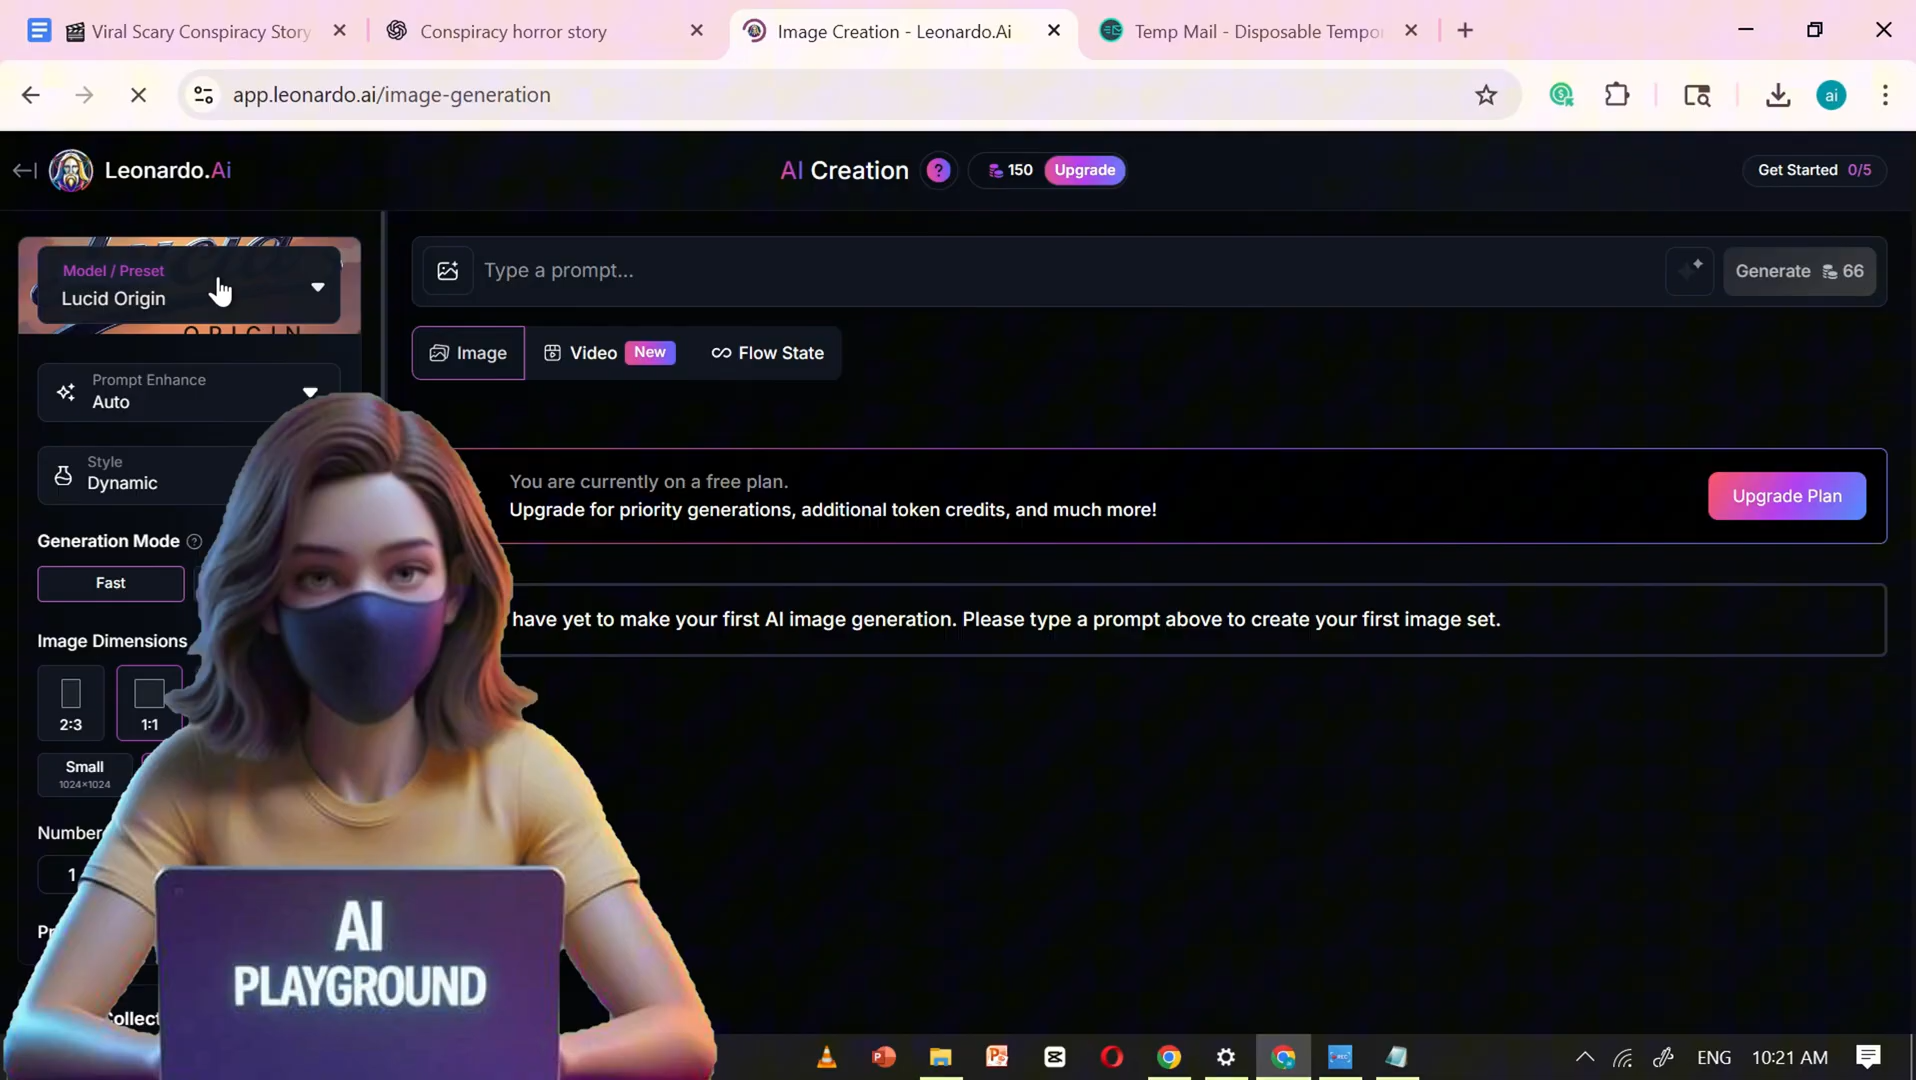 Viral Scary Conspiracy Story
Conspiracy horror story
Image Creation - Leonardo.Ai
Temp Mail - Disposable Tempo
app.leonardo.ai/image-generation
ai
Leonardo.Ai
AI Creation
?
150
Upgrade
Get Started 0/5
Model / Preset
Lucid Origin
ORIGIN
Type a prompt...
Generate 66
Image
Video New
Flow State
Prompt Enhance
Auto
Style
Dynamic
You are currently on a free plan.
Upgrade for priority generations, additional token credits, and much more!
Upgrade Plan
Generation Mode ?
Fast
have yet to make your first AI image generation. Please type a prompt above to create your first image set.
Image Dimensions
2:3
1:1
Small
1024×1024
Number
1
AI
PLAYGROUND
Collect
ENG
10:21 AM